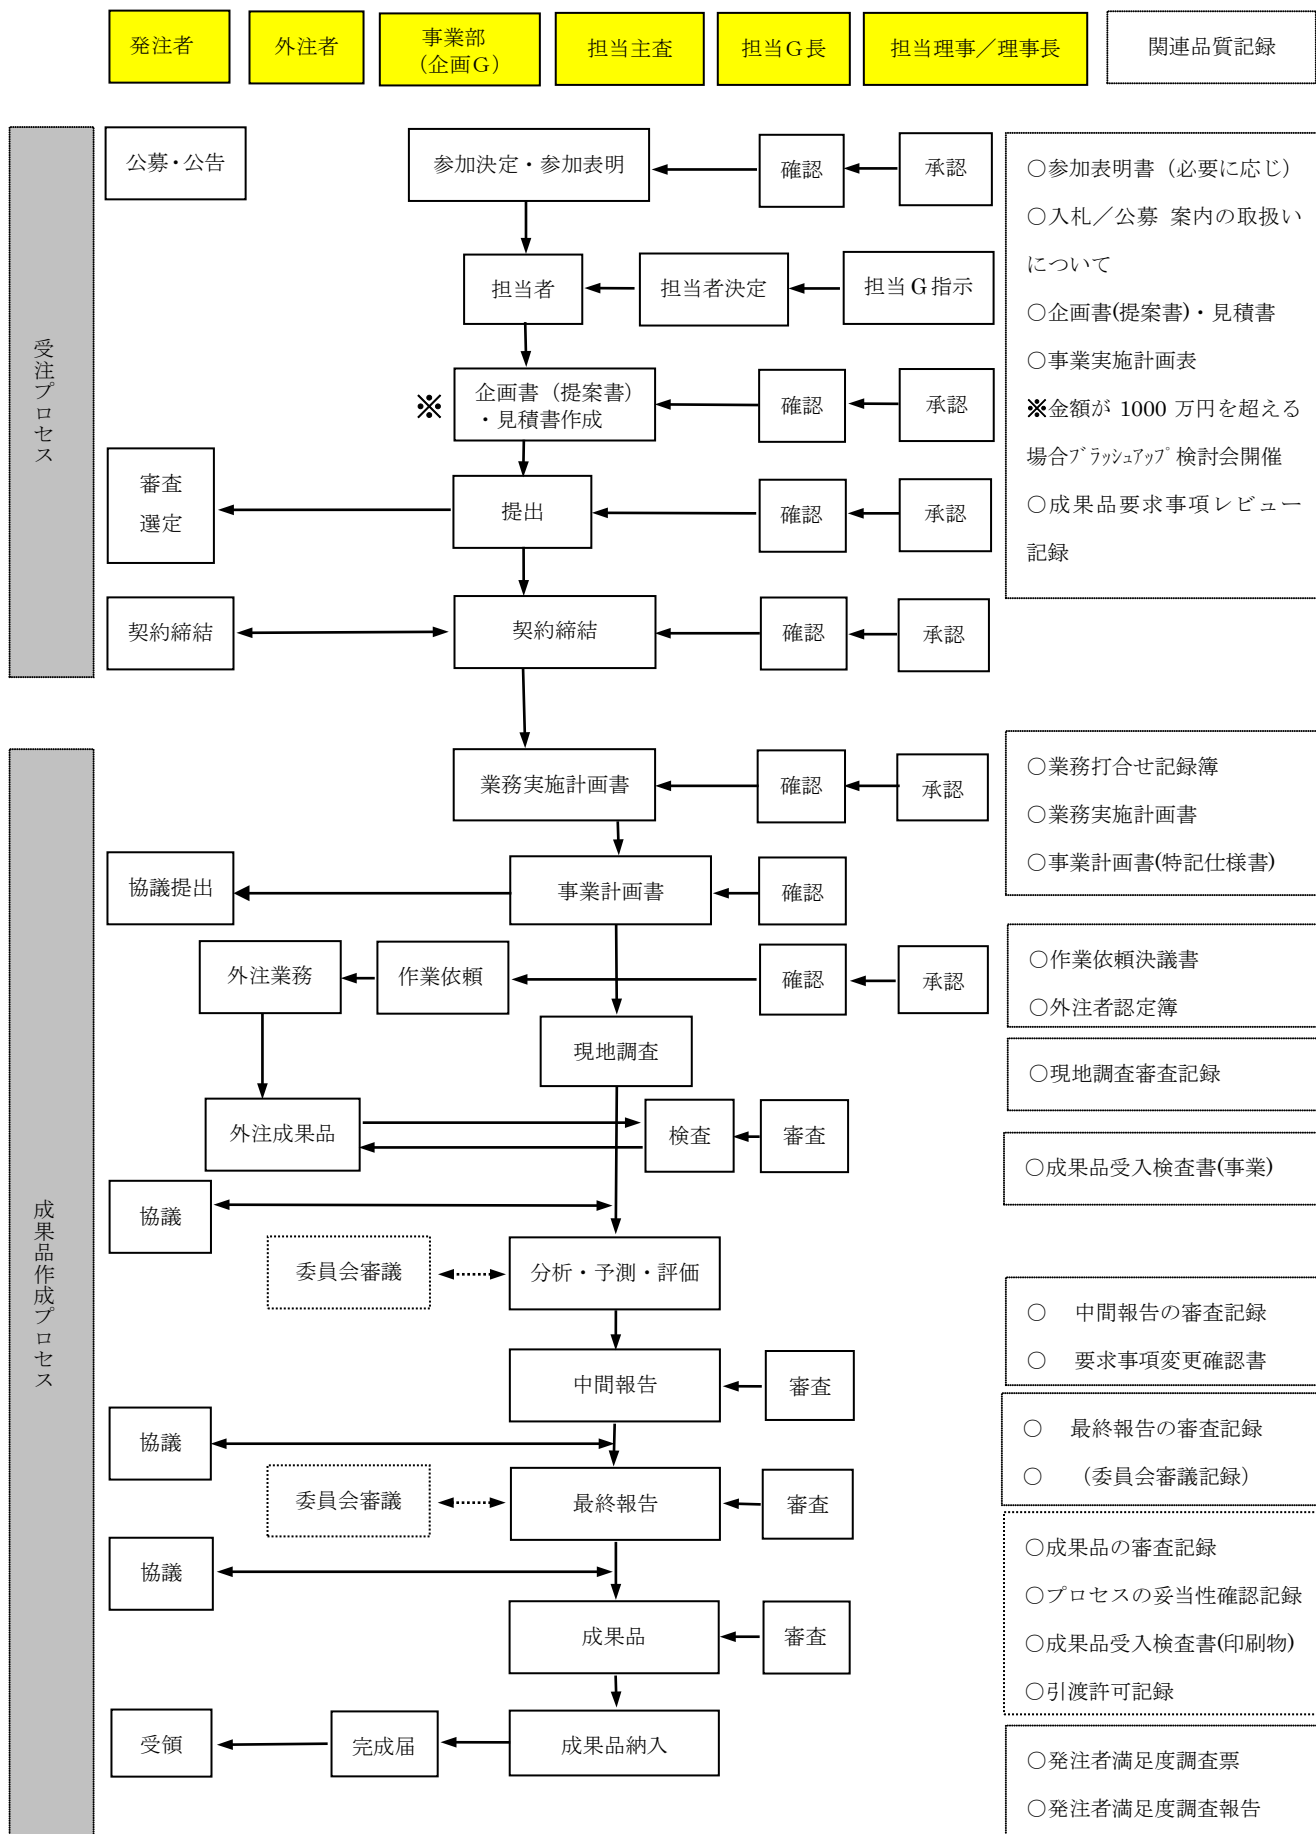 発注者
外注者
事業部
(企画G)
担当主査
担当G長
担当理事／理事長
関連品質記録
受注プロセス
公募・公告
参加決定・参加表明
確認
承認
担当者
担当者決定
担当G指示
※
企画書（提案書）
・見積書作成
確認
承認
審査
選定
提出
確認
承認
契約締結
契約締結
確認
承認
○参加表明書（必要に応じ）
○入札／公募 案内の取扱い
について
○企画書(提案書)・見積書
○事業実施計画表
※金額が 1000 万円を超える
場合ﾌﾞﾗｯｼｭｱｯﾌﾟ検討会開催
○成果品要求事項レビュー
記録
成果品作成プロセス
業務実施計画書
確認
承認
○業務打合せ記録簿
○業務実施計画書
○事業計画書(特記仕様書)
協議提出
事業計画書
確認
外注業務
作業依頼
確認
承認
○作業依頼決議書
○外注者認定簿
現地調査
○現地調査審査記録
外注成果品
検査
審査
○成果品受入検査書(事業)
協議
委員会審議
分析・予測・評価
○　中間報告の審査記録
○　要求事項変更確認書
中間報告
審査
協議
○　最終報告の審査記録
○　（委員会審議記録）
委員会審議
最終報告
審査
協議
○成果品の審査記録
○プロセスの妥当性確認記録
○成果品受入検査書(印刷物)
○引渡許可記録
成果品
審査
受領
完成届
成果品納入
○発注者満足度調査票
○発注者満足度調査報告